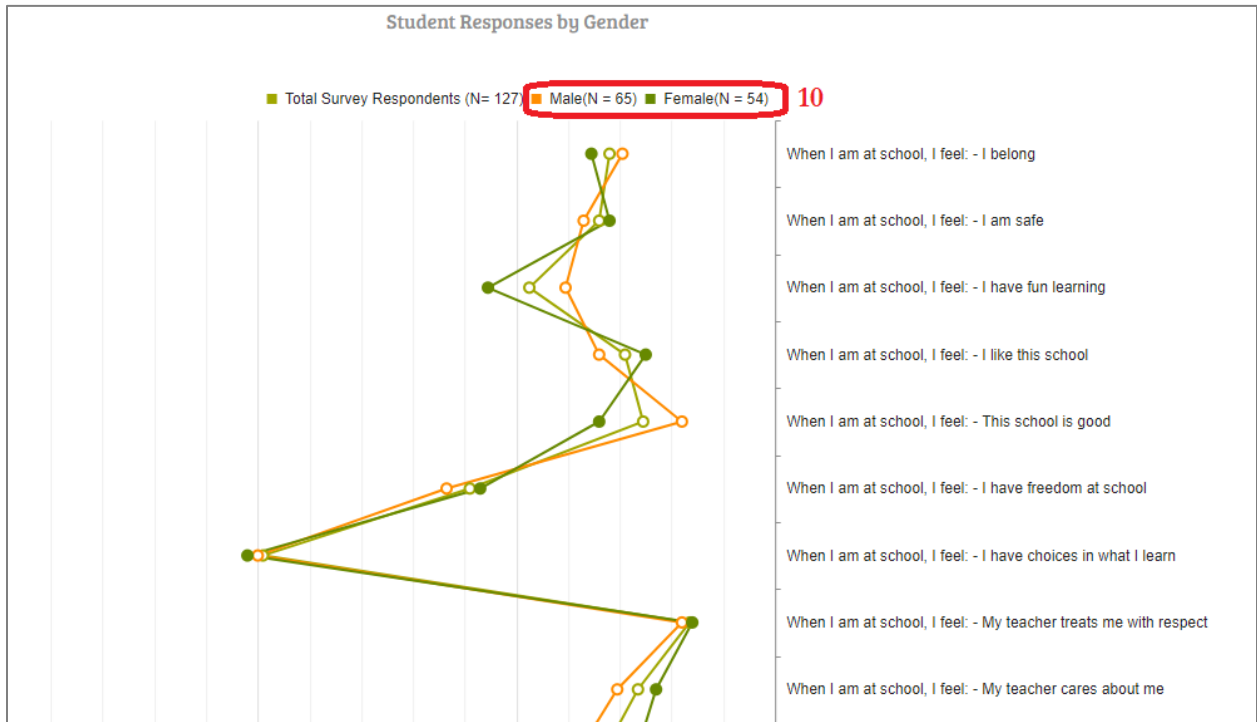 Student Responses by Gender
Total Survey Respondents (N= 127) Male(N = 65) Female(N = 54) 10
When I am at school, I feel: - I belong
When I am at school, I feel: - I am safe
When I am at school, I feel: - I have fun learning
When I am at school, I feel: - I like this school
When I am at school, I feel: - This school is good
When I am at school, I feel: - I have freedom at school
When I am at school, I feel: - I have choices in what I learn
When I am at school, I feel: - My teacher treats me with respect
When I am at school, I feel: - My teacher cares about me